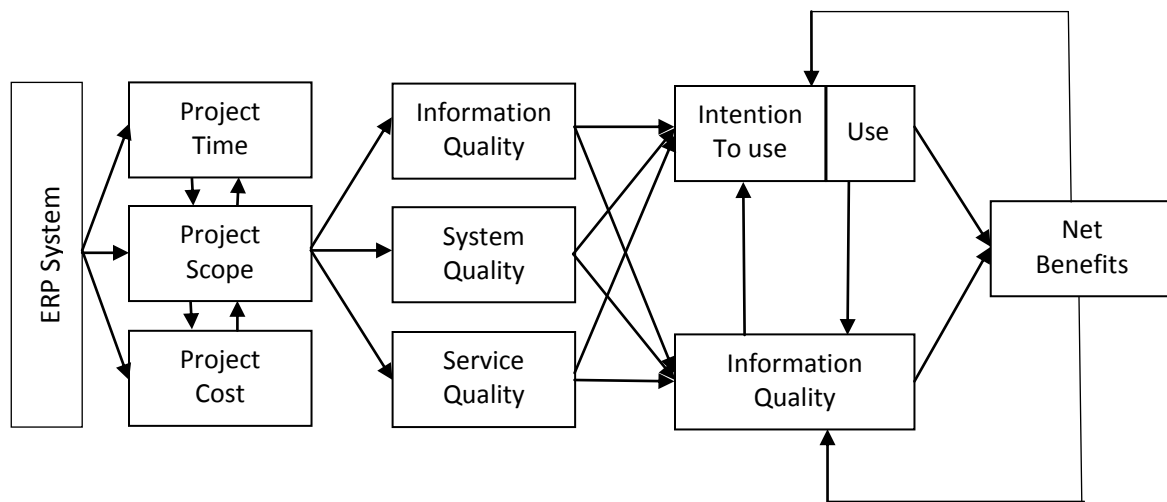 ERP System
Project
Time
Project
Scope
Project
Cost
Information
Quality
System
Quality
Service
Quality
Intention
To use
Use
Information
Quality
Net
Benefits